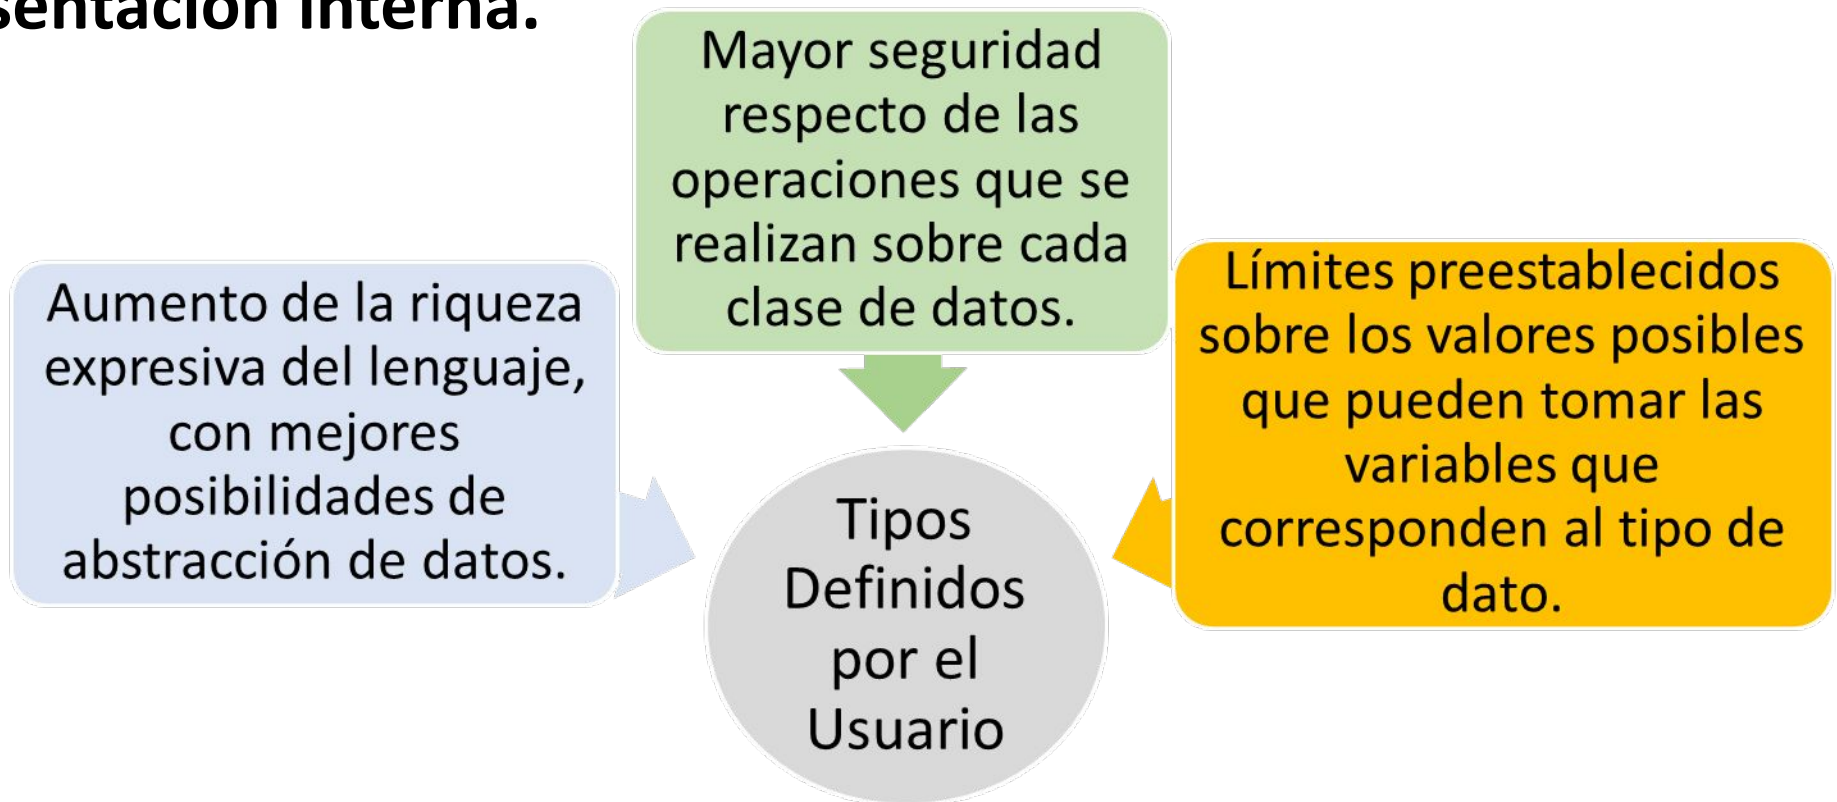 interna.
Mayor seguridad
respecto de las
operaciones que se
realizan sobre cada
clase de datos.
Aumento de la riqueza
expresiva del lenguaje,
con mejores
posibilidades de
abstracción de datos.
Límites preestablecidos
sobre los valores posibles
que pueden tomar las
variables que
corresponden al tipo de
dato.
Tipos
Definidos
por el
Usuario